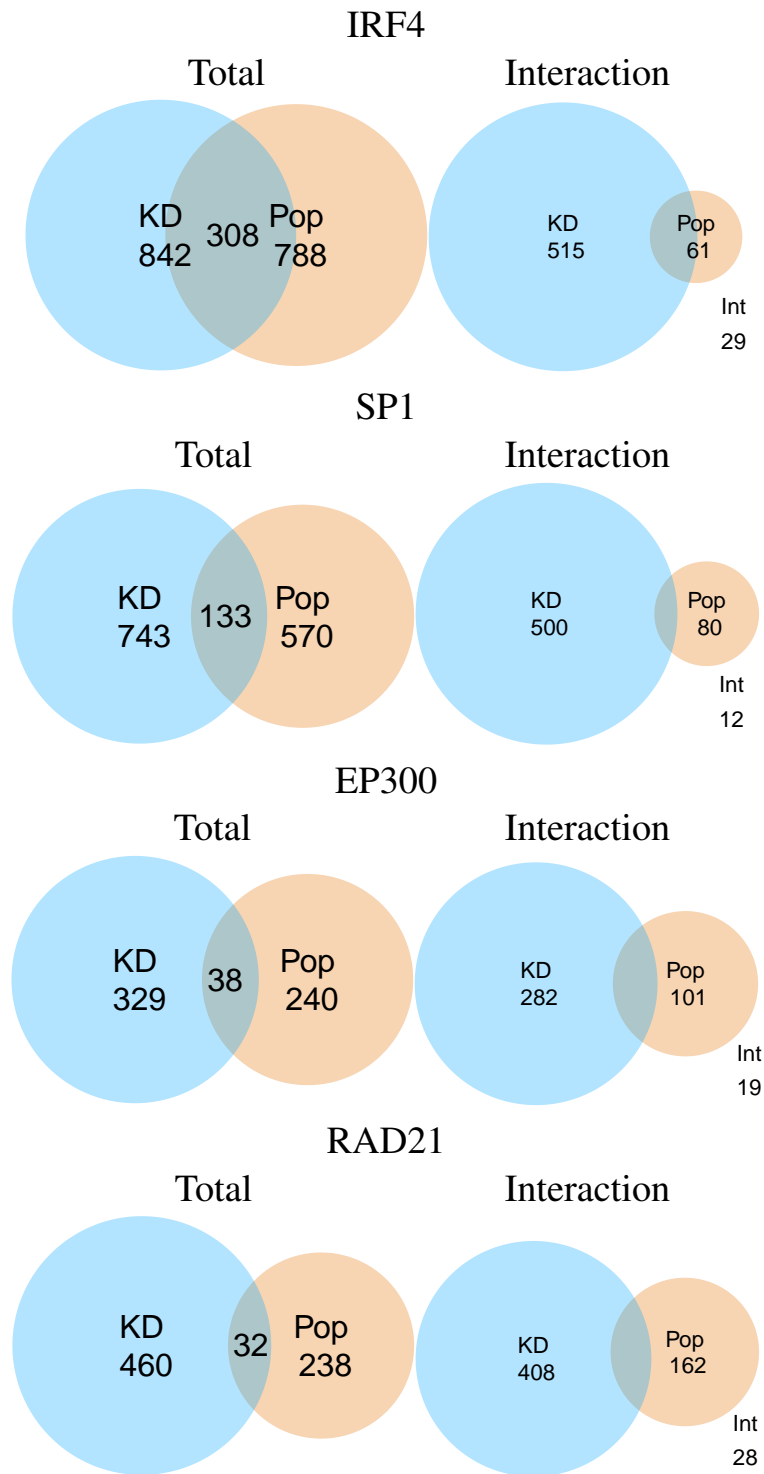 IRF4
Total Interaction
KD 308 Pop
842 788
KD Pop
515 61
Int
29
SP1
Total Interaction
KD 133 Pop
743 570
KD Pop
500 80
Int
12
EP300
Total Interaction
KD 38 Pop
329 240
KD Pop
282 101
Int
19
RAD21
Total Interaction
KD 32 Pop
460 238
KD Pop
408 162
Int
28